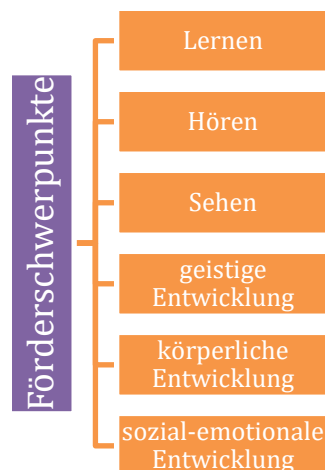 Förderschwerpunkte
Lernen
Hören
Sehen
geistige
Entwicklung
körperliche
Entwicklung
sozial-emotionale
Entwicklung